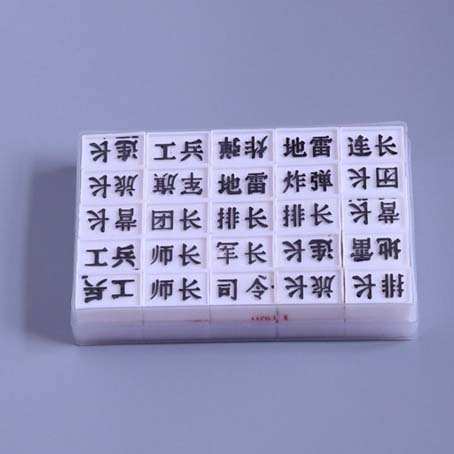 连长 工兵 炸弹 地雷 连长
旅长 军旗 地雷 炸弹 团长
营长 团长 排长 排长 营长
工兵 师长 军长 连长 地雷
工兵 师长 司令 旅长 排长